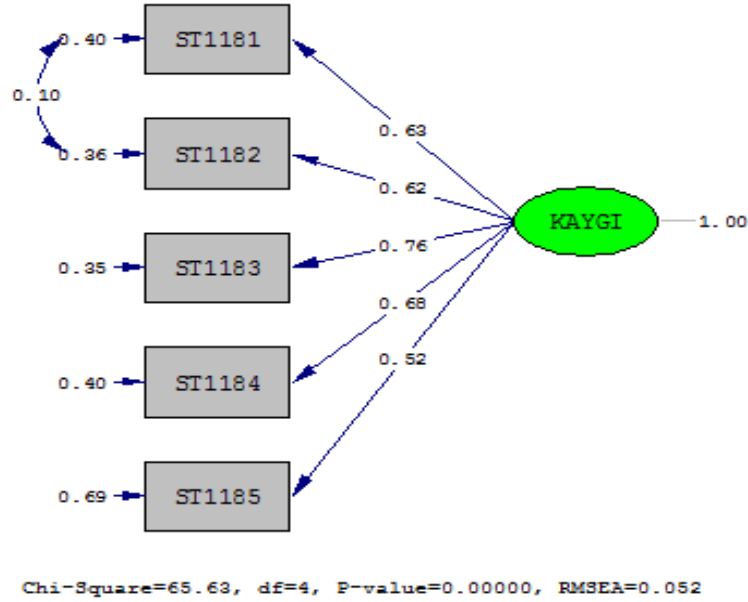 0.40
ST1181
0.10
0.63
0.36
ST1182
0.62
KAYGI
1.00
0.76
0.35
ST1183
0.68
0.52
0.40
ST1184
0.69
ST1185
Chi-Square=65.63, df=4, P-value=0.00000, RMSEA=0.052